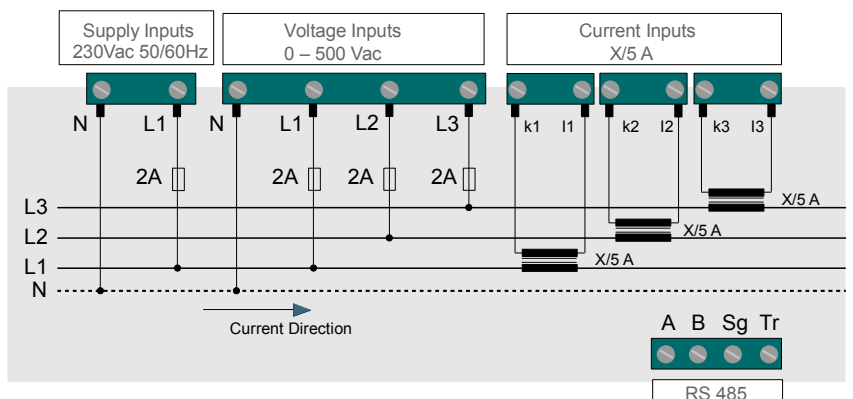 Supply Inputs
230Vac 50/60Hz
Voltage Inputs
0 – 500 Vac
Current Inputs
X/5 A
N L1 N L1 L2 L3 k1 l1 k2 l2 k3 l3
2A 2A 2A 2A
L3 X/5 A
L2 X/5 A
L1 X/5 A
N
Current Direction
A B Sg Tr
RS 485